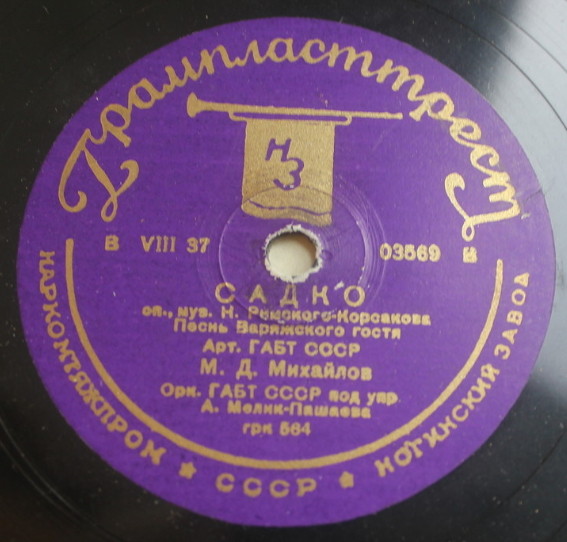 Грампласттрест
НЗ
В VIII 37 03569 в
САДКО
оп., муз. Н. Римского-Корсакова
Песнь Варяжского гостя
Арт. ГАБТ СССР
М. Д. Михайлов
Орк. ГАБТ СССР под упр.
А. Мелик-Пашаева
грк 564
НАРКОМТЯЖПРОМ ★ СССР ★ НОГИНСКИЙ ЗАВОД